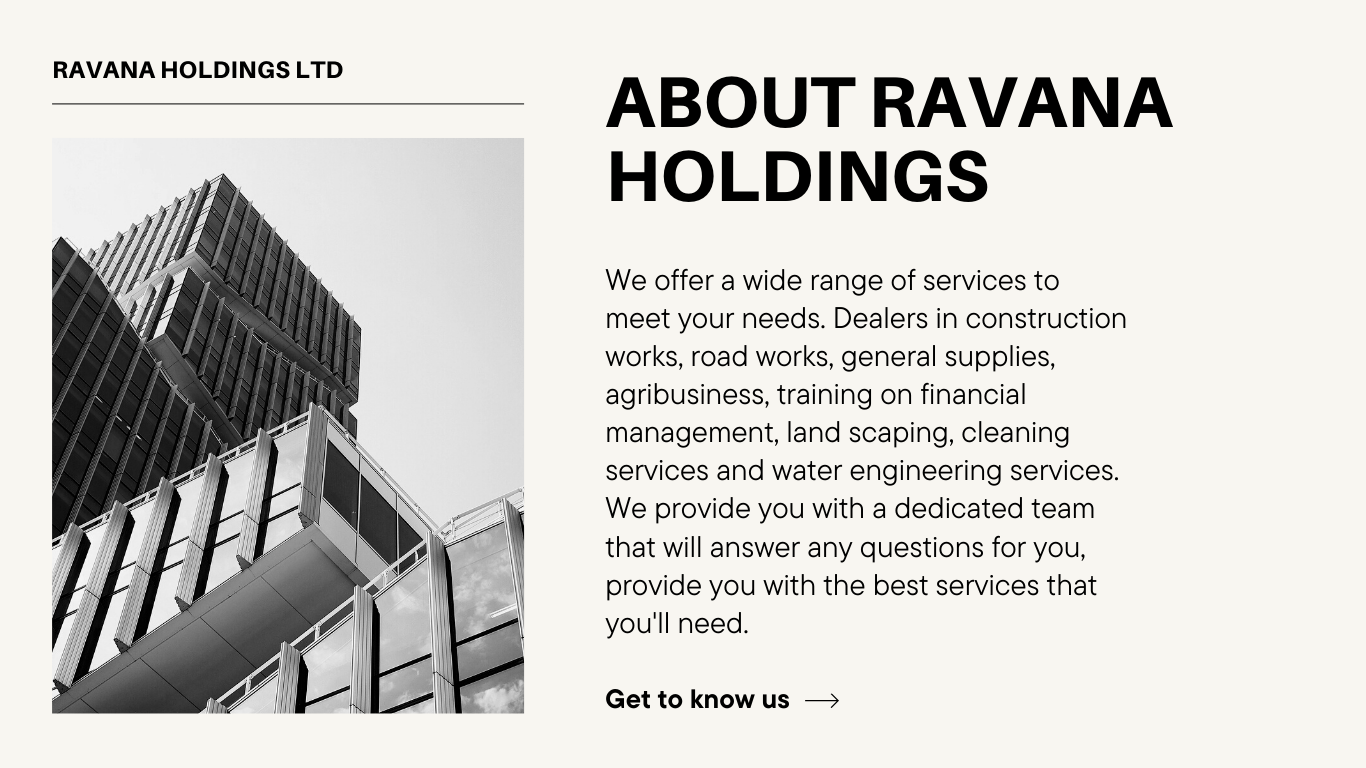 RAVANA HOLDINGS LTD
ABOUT RAVANA
HOLDINGS
We offer a wide range of services to
meet your needs. Dealers in construction
works, road works, general supplies,
agribusiness, training on financial
management, land scaping, cleaning
services and water engineering services.
We provide you with a dedicated team
that will answer any questions for you,
provide you with the best services that
you'll need.
Get to know us